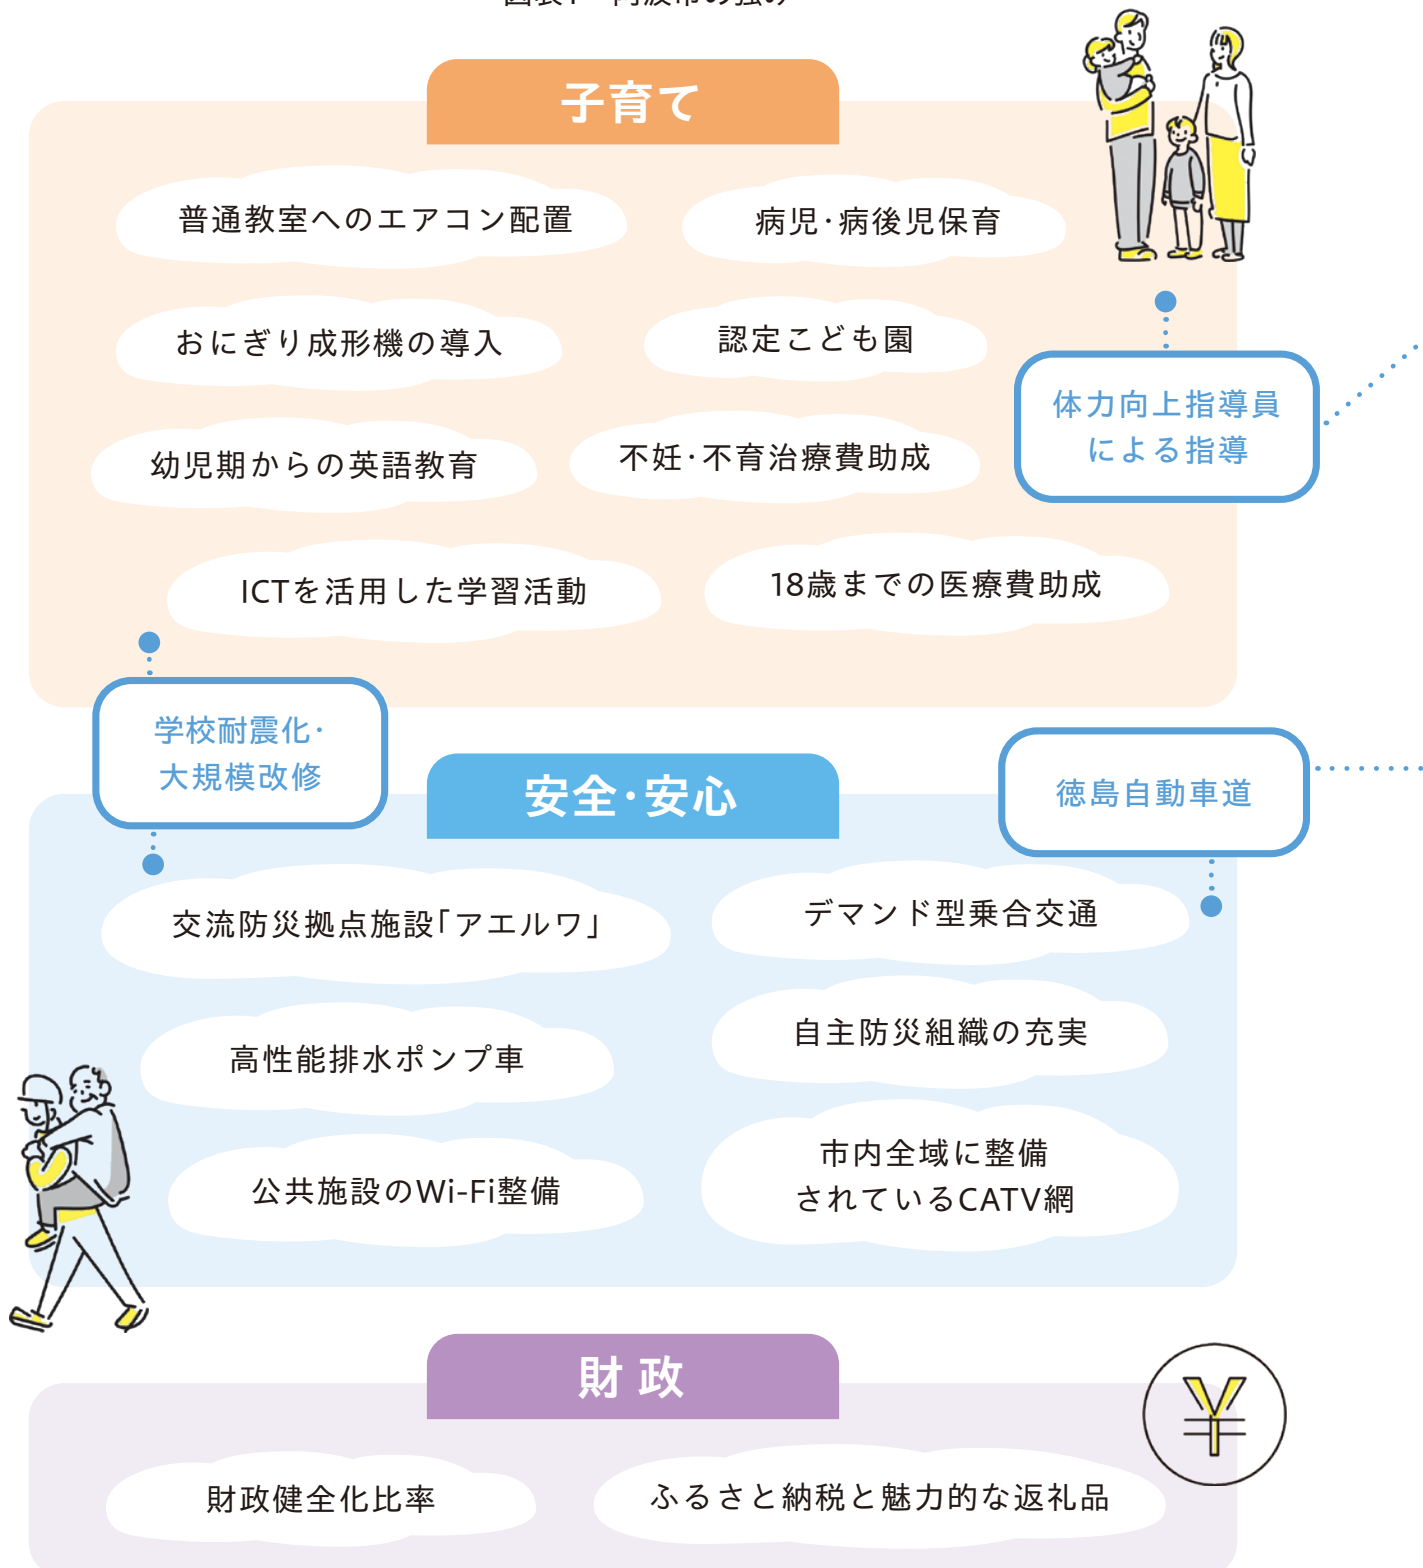 子育て
普通教室へのエアコン配置
病児・病後児保育
おにぎり成形機の導入
認定こども園
体力向上指導員
による指導
幼児期からの英語教育
不妊・不育治療費助成
ICTを活用した学習活動
18歳までの医療費助成
学校耐震化・
大規模改修
安全・安心
徳島自動車道
交流防災拠点施設「アエルワ」
デマンド型乗合交通
高性能排水ポンプ車
自主防災組織の充実
公共施設のWi-Fi整備
市内全域に整備
されているCATV網
財政
¥
財政健全化比率
ふるさと納税と魅力的な返礼品